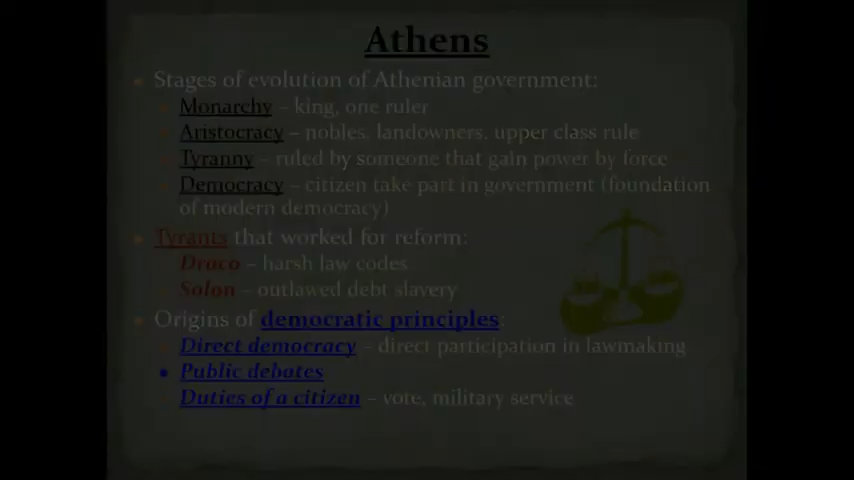 Athens
Stages of evolution of Athenian government:
Monarchy – king, one ruler
Aristocracy – nobles, landowners, upper class rule
Tyranny – ruled by someone that gain power by force
Democracy – citizen take part in government (foundation
of modern democracy)
Tyrants that worked for reform:
Draco – harsh law codes
Solon – outlawed debt slavery
Origins of democratic principles:
Direct democracy – direct participation in lawmaking
Public debates
Duties of a citizen – vote, military service